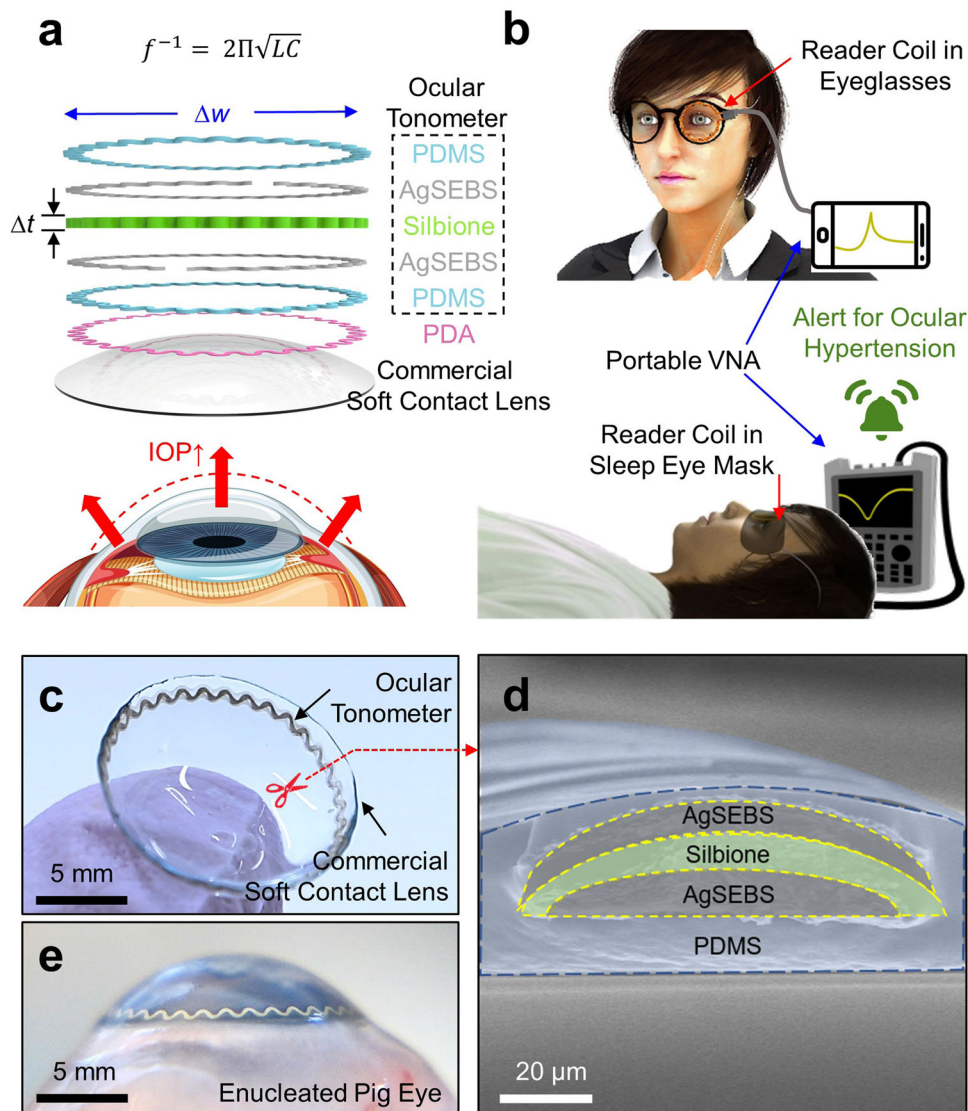 a
f⁻¹ = 2Π√LC
Δw
Δt
Ocular
Tonometer
PDMS
AgSEBS
Silbione
AgSEBS
PDMS
PDA
Commercial
Soft Contact Lens
IOP↑
b
Reader Coil in
Eyeglasses
Portable VNA
Alert for Ocular
Hypertension
Reader Coil in
Sleep Eye Mask
c
Ocular
Tonometer
Commercial
Soft Contact Lens
5 mm
d
AgSEBS
Silbione
AgSEBS
PDMS
20 μm
e
5 mm
Enucleated Pig Eye